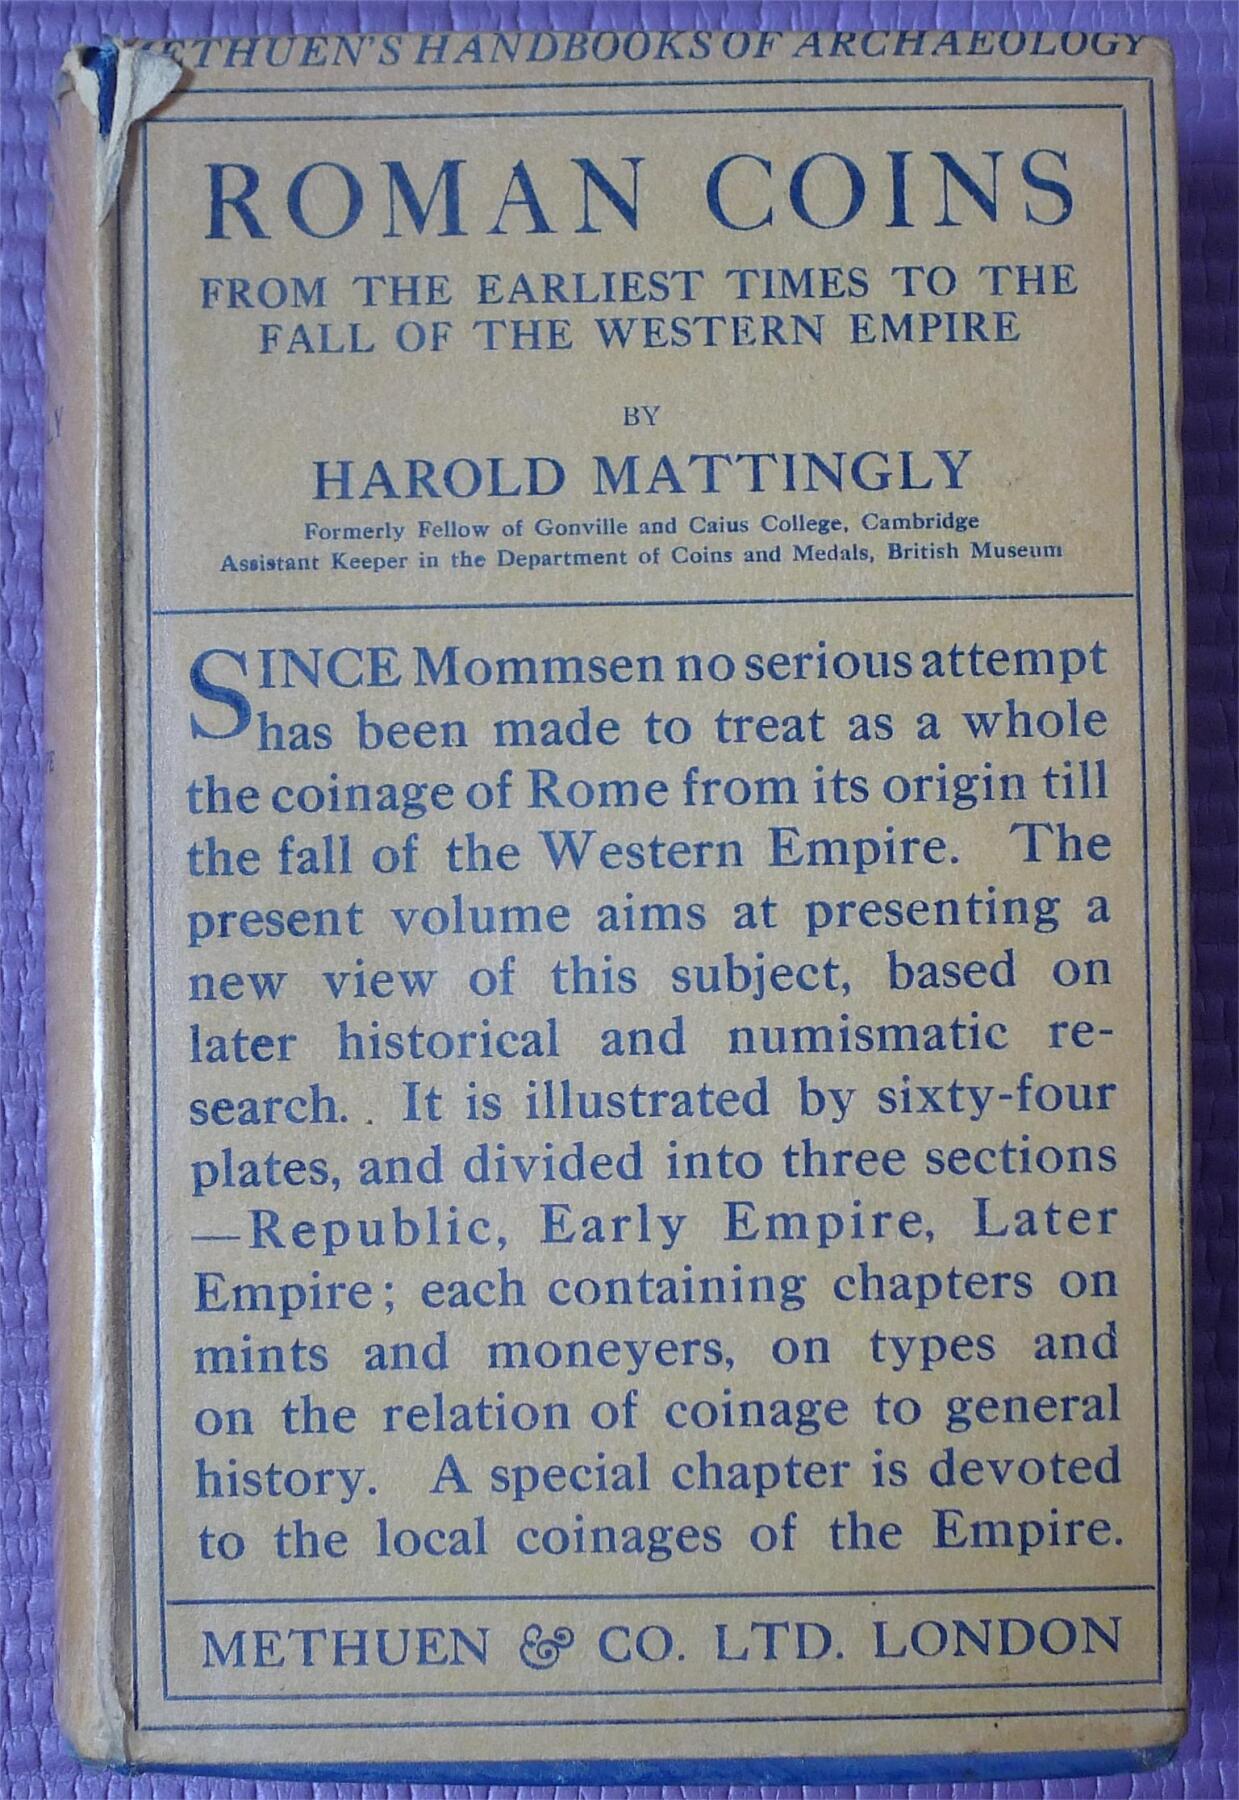 METHUEN'S HANDBOOKS OF ARCHAEOLOGY
ROMAN COINS
FROM THE EARLIEST TIMES TO THE
FALL OF THE WESTERN EMPIRE
BY
HAROLD MATTINGLY
Formerly Fellow of Gonville and Caius College, Cambridge
Assistant Keeper in the Department of Coins and Medals, British Museum
SINCE Mommsen no serious attempt
has been made to treat as a whole
the coinage of Rome from its origin till
the fall of the Western Empire. The
present volume aims at presenting a
new view of this subject, based on
later historical and numismatic re-
search. . It is illustrated by sixty-four
plates, and divided into three sections
—Republic, Early Empire, Later
Empire; each containing chapters on
mints and moneyers, on types and
on the relation of coinage to general
history. A special chapter is devoted
to the local coinages of the Empire.
METHUEN & CO. LTD. LONDON